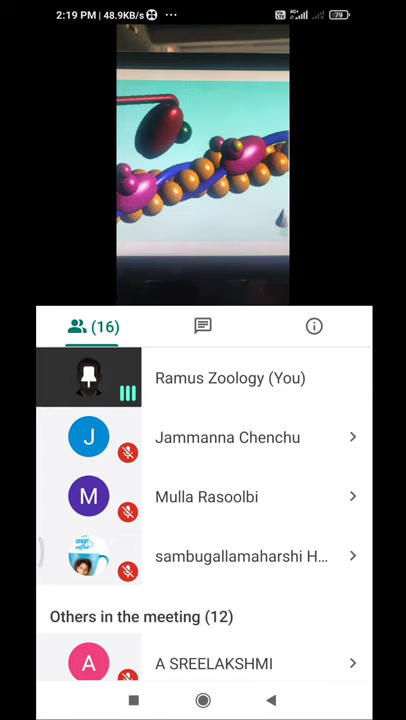 2:19 PM | 48.9KB/s ...
4G+
79
(16)
Ramus Zoology (You)
J
Jammanna Chenchu
M
Mulla Rasoolbi
sambugallamaharshi H...
Others in the meeting (12)
A
A SREELAKSHMI